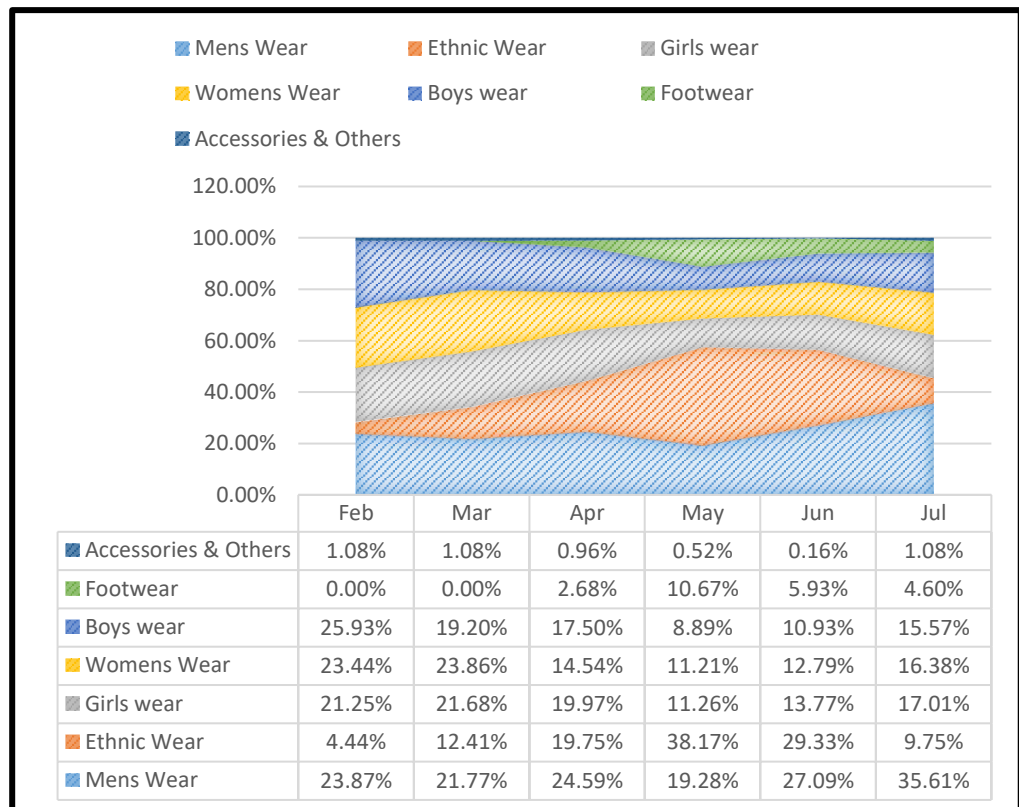 Mens Wear Ethnic Wear Girls wear
Womens Wear Boys wear Footwear
Accessories & Others
120.00%
100.00%
80.00%
60.00%
40.00%
20.00%
0.00%
Feb Mar Apr May Jun Jul
Accessories & Others 1.08% 1.08% 0.96% 0.52% 0.16% 1.08%
Footwear 0.00% 0.00% 2.68% 10.67% 5.93% 4.60%
Boys wear 25.93% 19.20% 17.50% 8.89% 10.93% 15.57%
Womens Wear 23.44% 23.86% 14.54% 11.21% 12.79% 16.38%
Girls wear 21.25% 21.68% 19.97% 11.26% 13.77% 17.01%
Ethnic Wear 4.44% 12.41% 19.75% 38.17% 29.33% 9.75%
Mens Wear 23.87% 21.77% 24.59% 19.28% 27.09% 35.61%